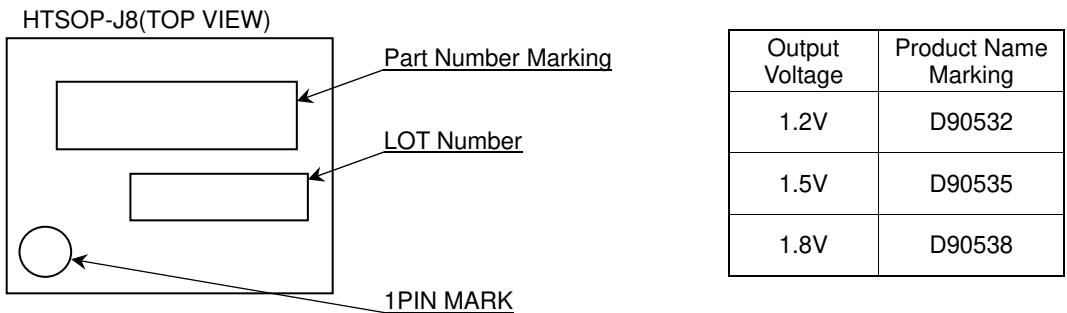 HTSOP-J8(TOP VIEW)
Part Number Marking
LOT Number
1PIN MARK
Output Voltage Product Name Marking
1.2V D90532
1.5V D90535
1.8V D90538